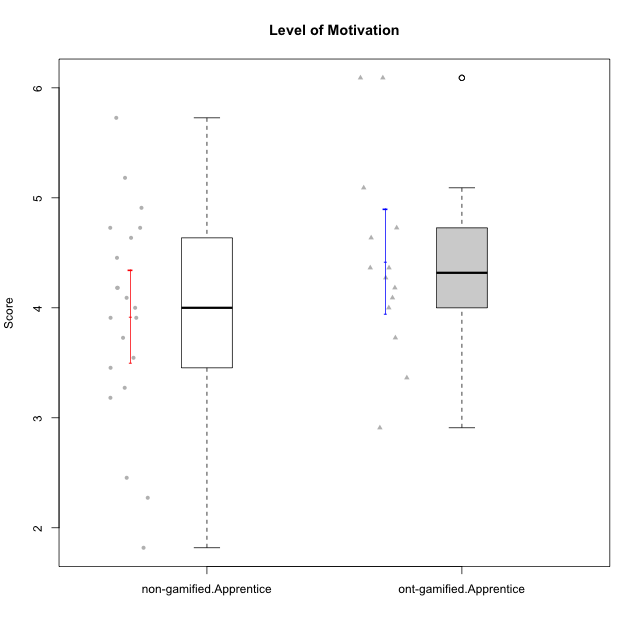 Level of Motivation
Score
6
5
4
3
2
non-gamified.Apprentice
ont-gamified.Apprentice